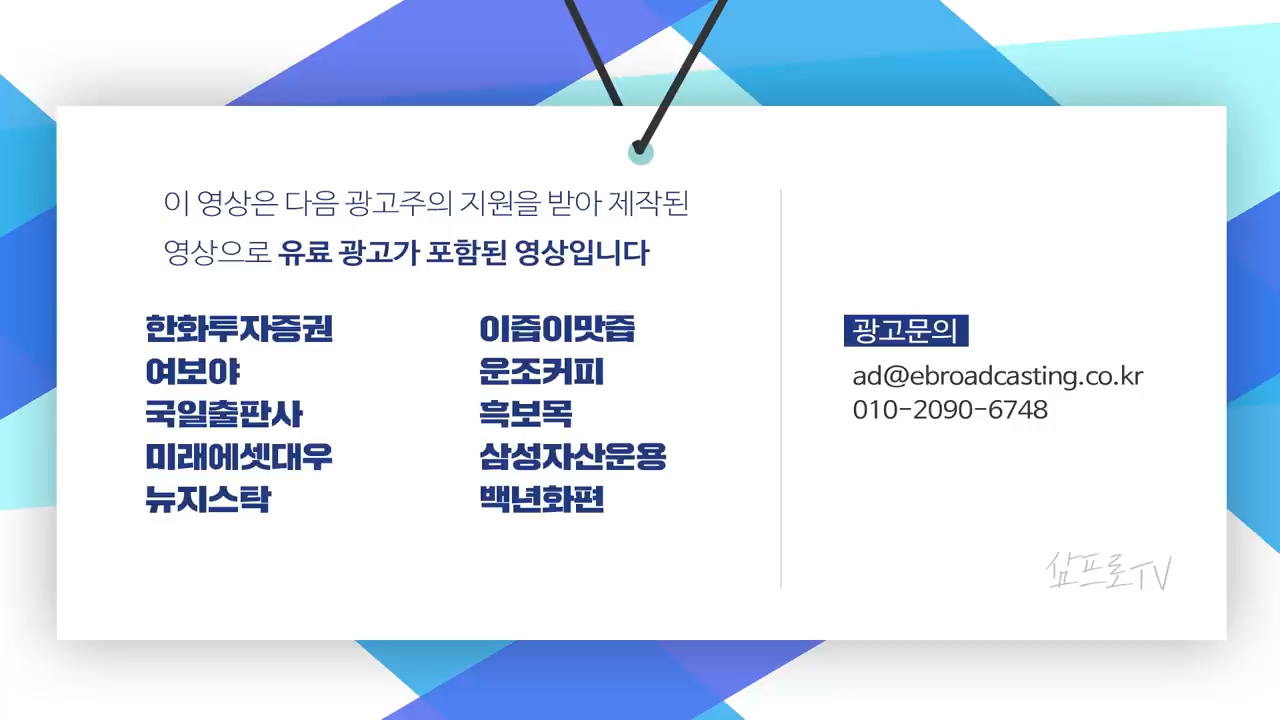 이 영상은 다음 광고주의 지원을 받아 제작된
영상으로 유료 광고가 포함된 영상입니다
한화투자증권
여보야
국일출판사
미래에셋대우
뉴지스탁
이즙이맛즙
운조커피
흑보목
삼성자산운용
백년화편
광고문의
ad@ebroadcasting.co.kr
010-2090-6748
삼프로TV